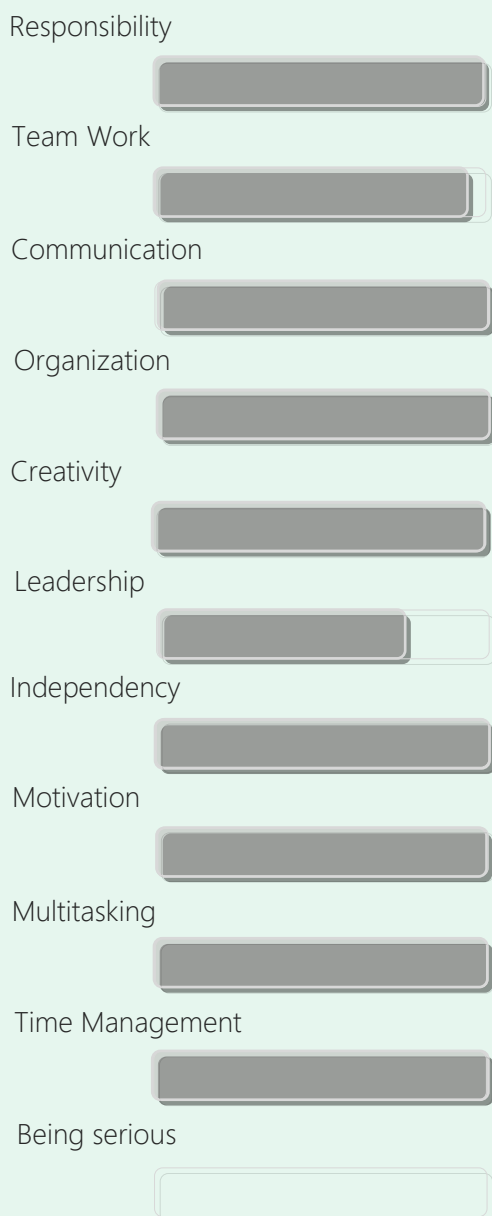 Responsibility
Team Work
Communication
Organization
Creativity
Leadership
Independency
Motivation
Multitasking
Time Management
Being serious